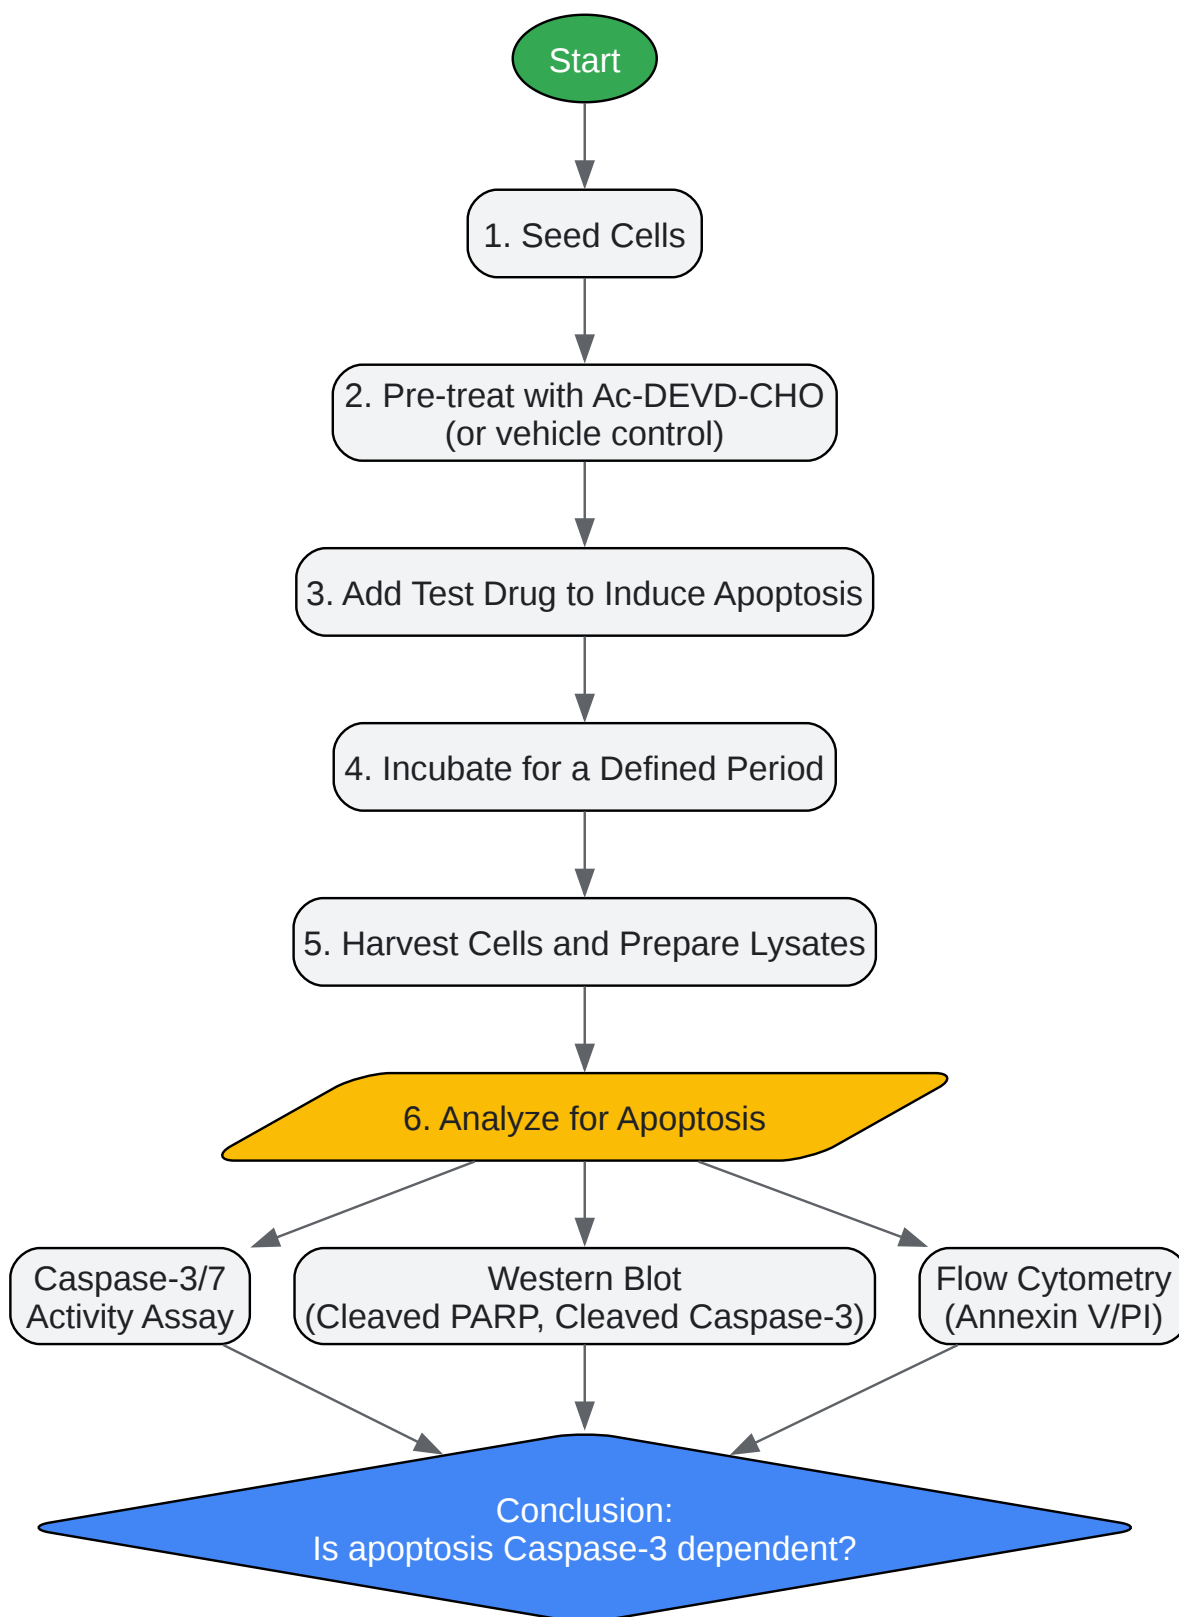 Start
1. Seed Cells
2. Pre-treat with Ac-DEVD-CHO
(or vehicle control)
3. Add Test Drug to Induce Apoptosis
4. Incubate for a Defined Period
5. Harvest Cells and Prepare Lysates
6. Analyze for Apoptosis
Caspase-3/7
Activity Assay
Western Blot
(Cleaved PARP, Cleaved Caspase-3)
Flow Cytometry
(Annexin V/PI)
Conclusion:
Is apoptosis Caspase-3 dependent?